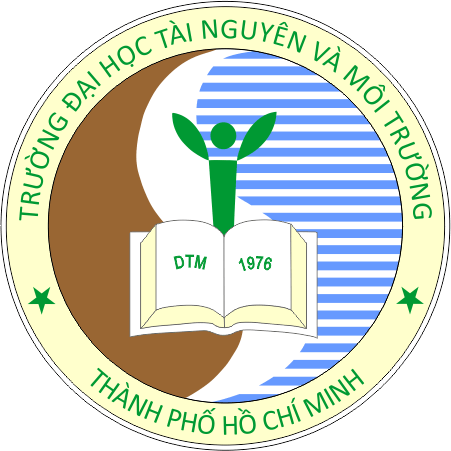 TRƯỜNG ĐẠI HỌC TÀI NGUYÊN VÀ MÔI TRƯỜNG
DTM 1976
THÀNH PHỐ HỒ CHÍ MINH